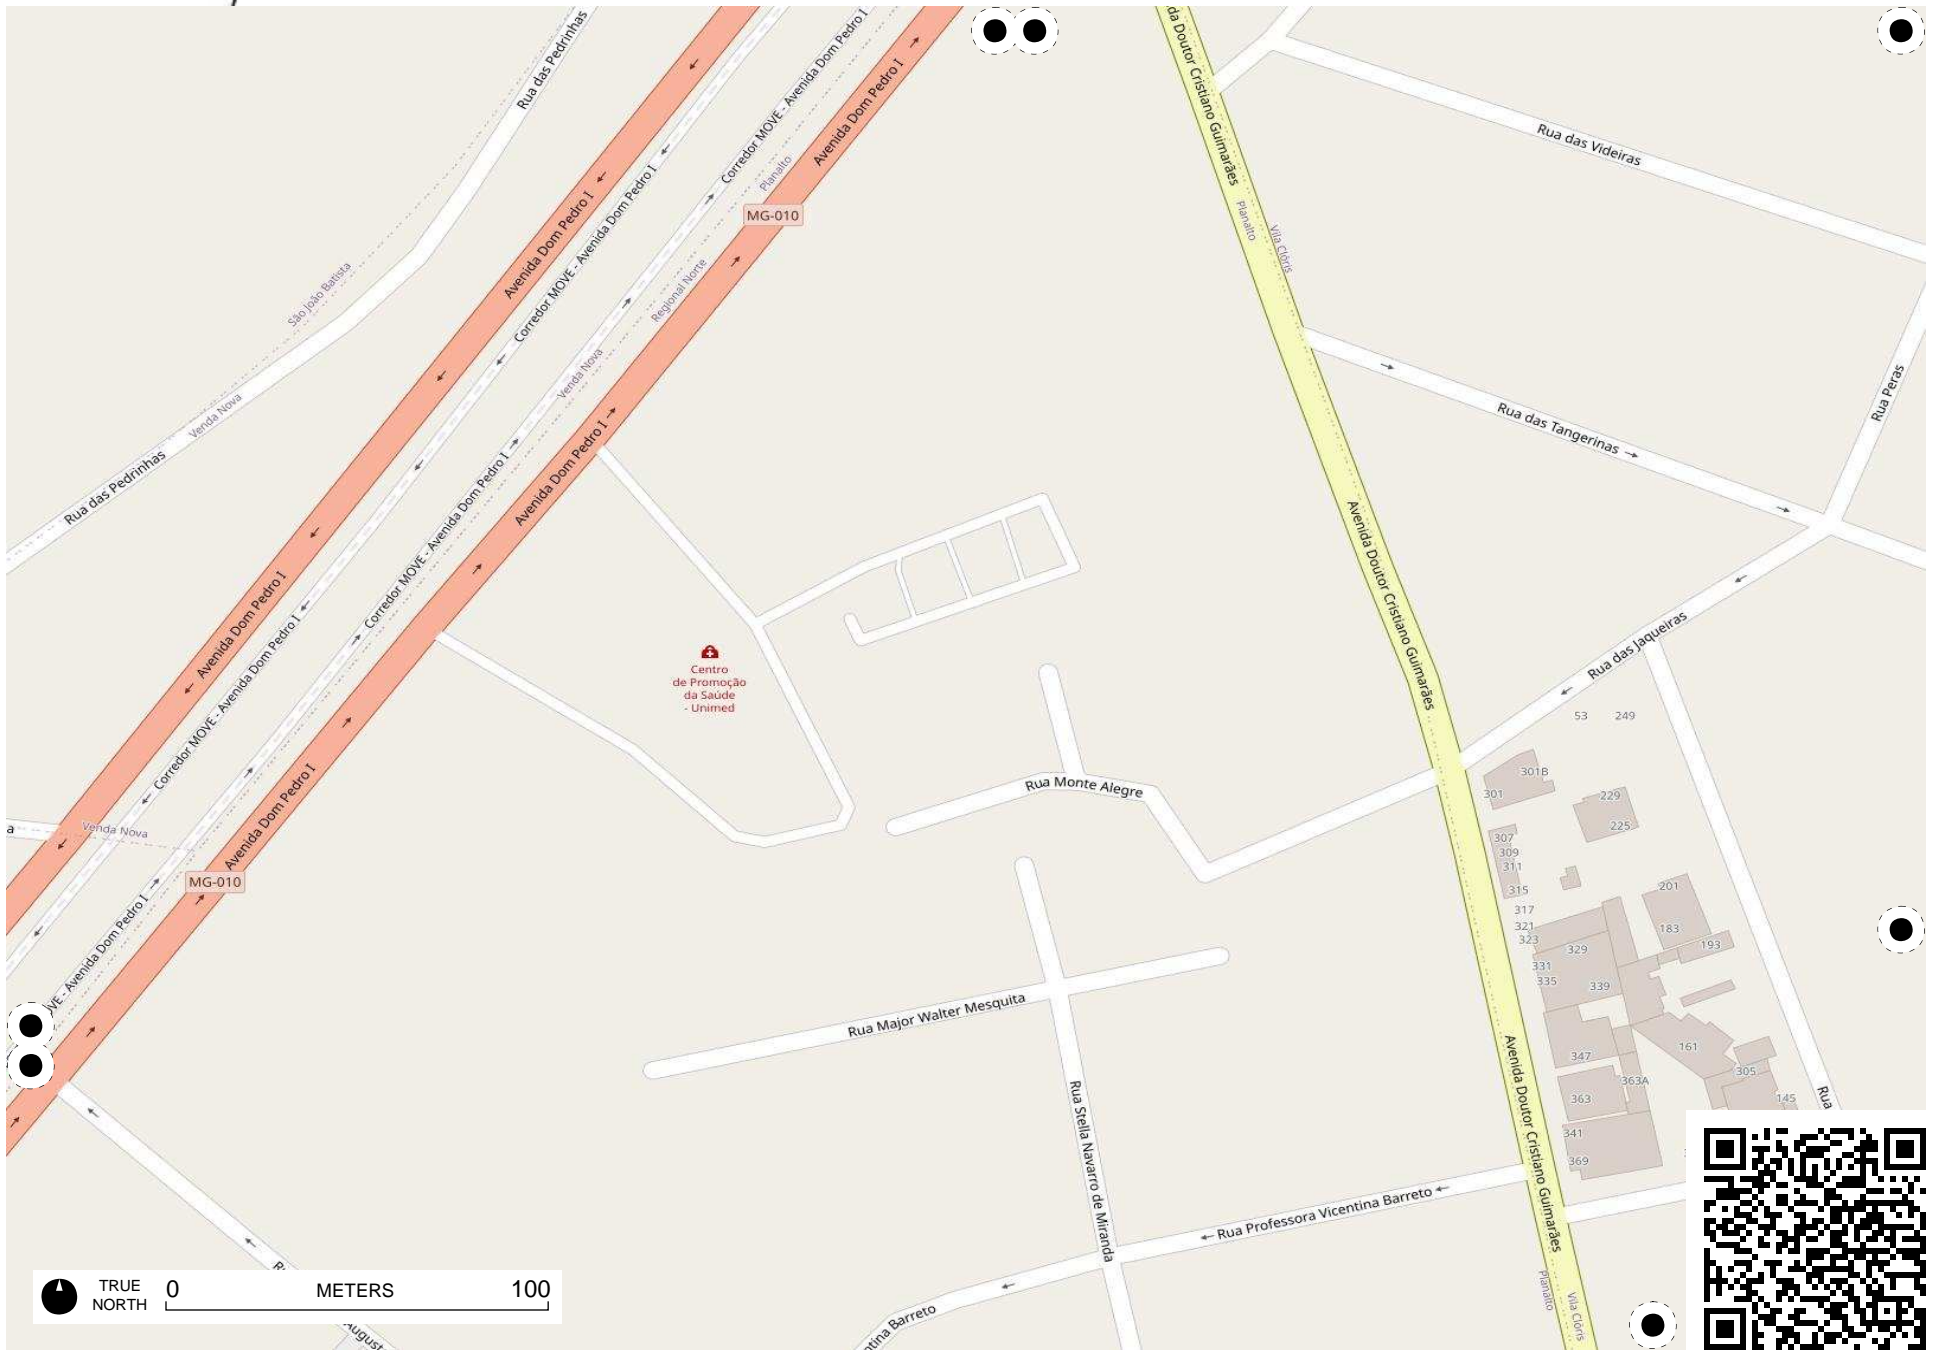 Rua das Pedrinhas
Corredor MOVE - Avenida Dom Pedro I
Avenida Dom Pedro I
da Doutor Cristiano Guimarães
Rua das Videiras
Planalto
MG-010
Avenida Dom Pedro I
Corredor MOVE - Avenida Dom Pedro I
Planalto
Vila Clóris
São João Batista
Regional Norte
Venda Nova
Venda Nova
Rua das Pedrinhas
Rua Peras
Rua das Tangerinas
Avenida Dom Pedro I
Corredor MOVE - Avenida Dom Pedro I
Avenida Doutor Cristiano Guimarães
Avenida Dom Pedro I
Corredor MOVE - Avenida Dom Pedro I
Centro
de Promoção
da Saúde
- Unimed
Rua das Jaqueiras
53
249
301B
301
Rua Monte Alegre
229
225
a
Venda Nova
Avenida Dom Pedro I
307
309
311
MG-010
315
201
317
321
183
323
193
329
331
335
339
OVE - Avenida Dom Pedro I
Rua Major Walter Mesquita
347
161
305
363A
363
145
Rua
Rua Stella Navarro de Miranda
Avenida Doutor Cristiano Guimarães
341
369
Rua Professora Vicentina Barreto
TRUE
NORTH
0 METERS 100
Planalto
Vila Clóris
ntina Barreto
August